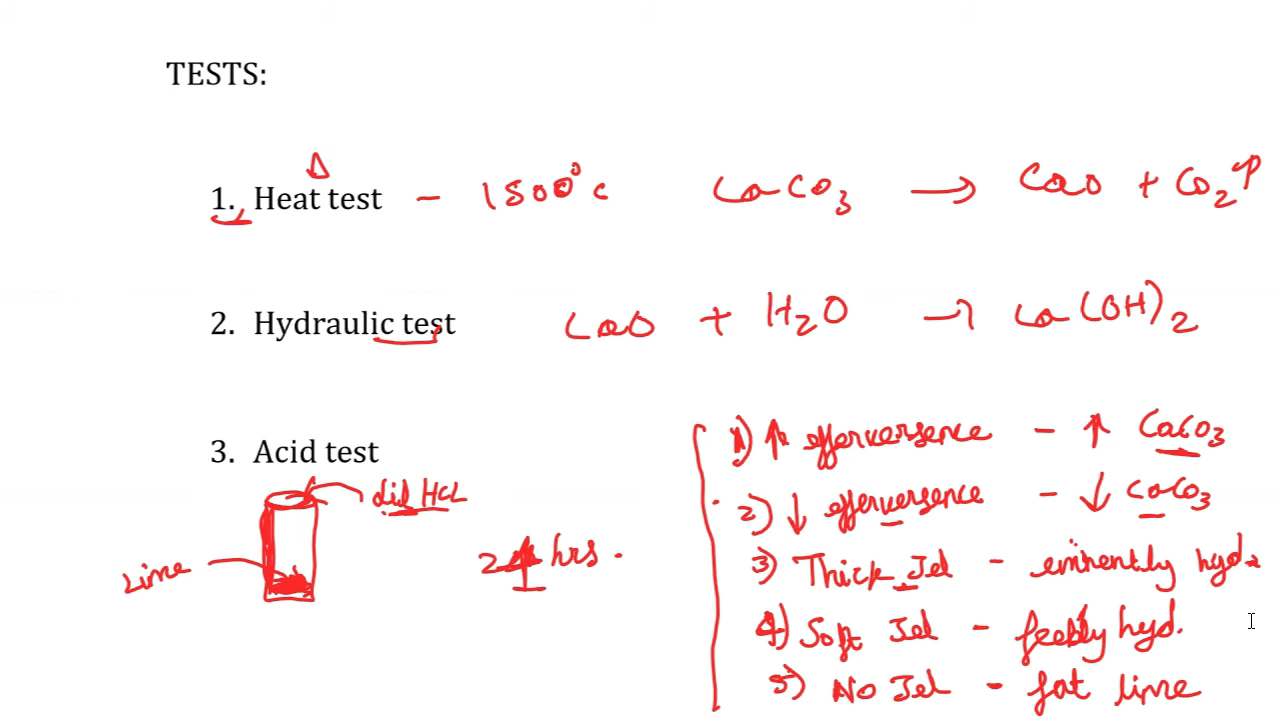 TESTS:
Δ
1. Heat test - 1500°c CaCO3 → CaO + CO2↑
2. Hydraulic test CaO + H2O → Ca(OH)2
3. Acid test
dil HCL
Lime
24 hrs.
1) ↑ efferversence - ↑ CaCO3
2) ↓ effervesence - ↓ CaCO3
3) Thick Jel - eminently hyd.
4) Soft Jel - feebly hyd.
5) No Jel - fat lime